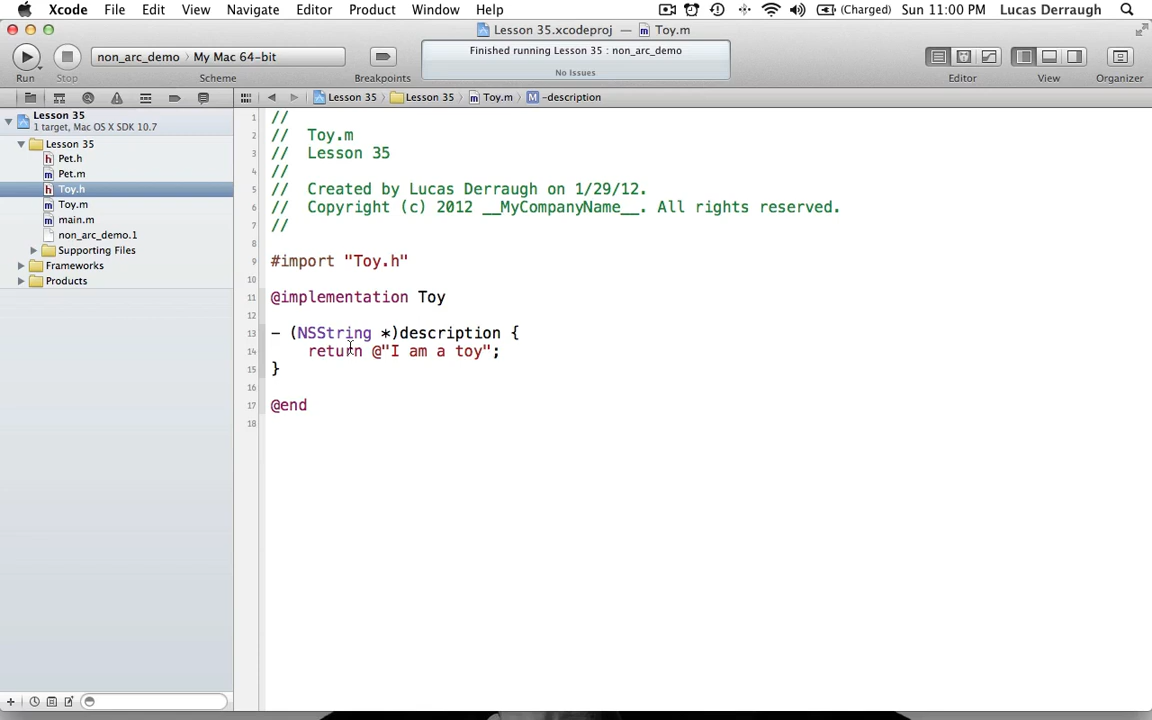 Xcode File Edit View Navigate Editor Product Window Help (Charged) Sun 11:00 PM Lucas Derraugh
Lesson 35.xcodeproj — Toy.m
non_arc_demo My Mac 64-bit
Finished running Lesson 35 : non_arc_demo
No Issues
Run Stop Scheme Breakpoints Editor View Organizer
Lesson 35 Lesson 35 Toy.m M -description
Lesson 35
1 target, Mac OS X SDK 10.7
Lesson 35
h Pet.h
m Pet.m
h Toy.h
m Toy.m
m main.m
non_arc_demo.1
Supporting Files
Frameworks
Products
1 //
2 // Toy.m
3 // Lesson 35
4 //
5 // Created by Lucas Derraugh on 1/29/12.
6 // Copyright (c) 2012 __MyCompanyName__. All rights reserved.
7 //
8
9 #import "Toy.h"
10
11 @implementation Toy
12
13 - (NSString *)description {
14 return @"I am a toy";
15 }
16
17 @end
18